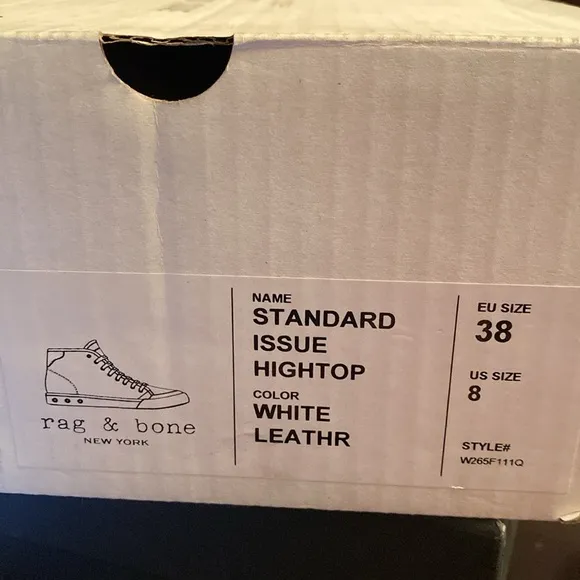 rag & bone
NEW YORK
NAME
STANDARD
ISSUE
HIGHTOP
COLOR
WHITE
LEATHR
EU SIZE
38
US SIZE
8
STYLE#
W265F111Q